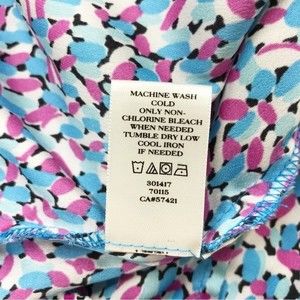 MACHINE WASH
COLD
ONLY NON-
CHLORINE BLEACH
WHEN NEEDED
TUMBLE DRY LOW
COOL IRON
IF NEEDED
301417
70115
CA#57421